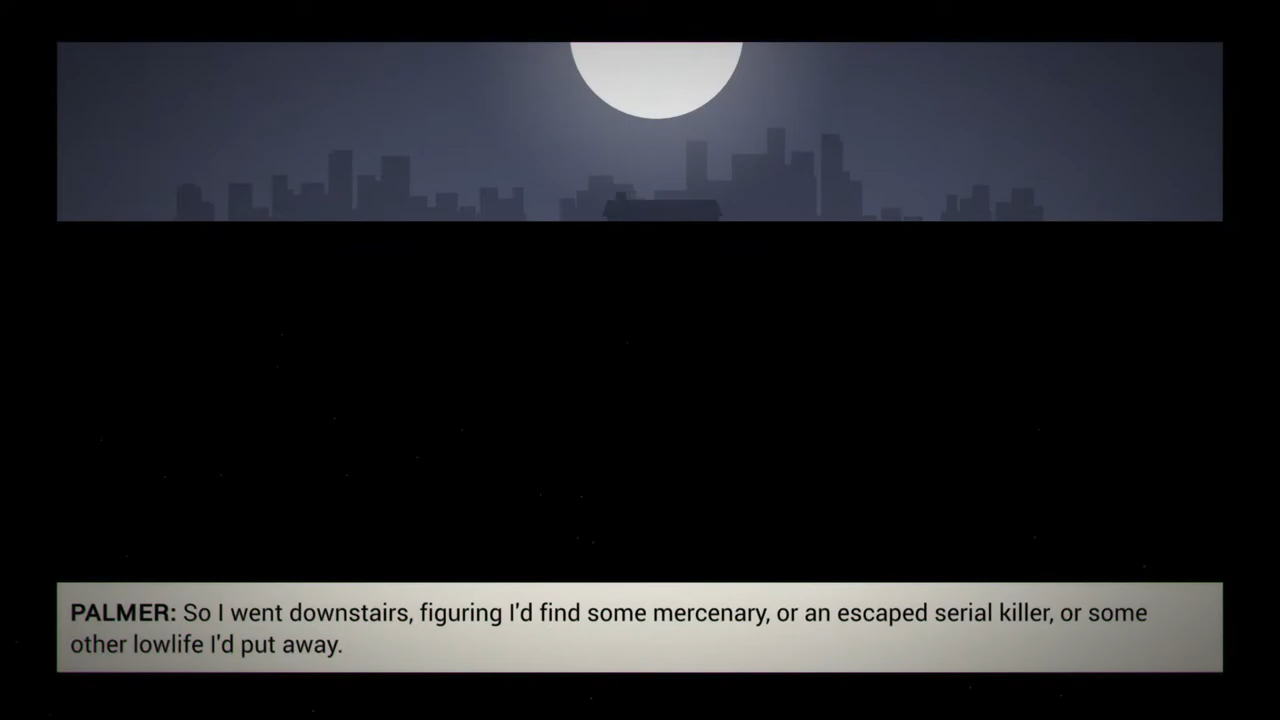 PALMER: So I went downstairs, figuring I'd find some mercenary, or an escaped serial killer, or some
other lowlife I'd put away.